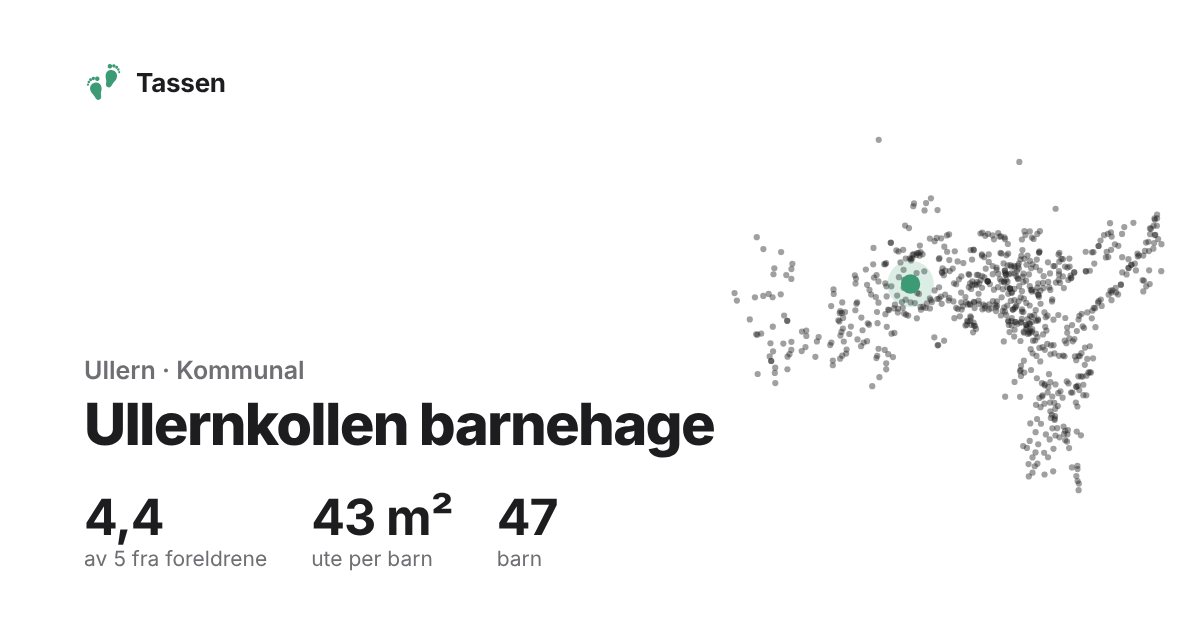 Tassen
Ullern · Kommunal
Ullernkollen barnehage
4,4 43 m² 47
av 5 fra foreldrene ute per barn barn